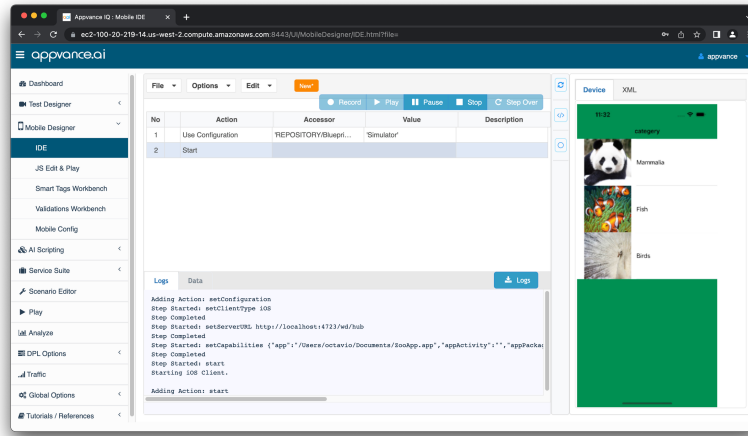 Appvance IQ : Mobile IDE
ec2-100-20-219-14.us-west-2.compute.amazonaws.com:8443/UI/MobileDesigner/IDE.html?file=
appvance.ai
appvance
Dashboard
Test Designer
Mobile Designer
IDE
JS Edit & Play
Smart Tags Workbench
Validations Workbench
Mobile Config
AI Scripting
Service Suite
Scenario Editor
Play
Analyze
DPL Options
Traffic
Global Options
Tutorials / References
File Options Edit New*
Record Play Pause Stop Step Over
No Action Accessor Value Description
1 Use Configuration 'REPOSITORY/Bluepri... 'Simulator'
2 Start
Logs Data Logs
Adding Action: setConfiguration
Step Started: setClientType iOS
Step Completed
Step Started: setServerURL http://localhost:4723/wd/hub
Step Completed
Step Started: setCapabilities {"app":"/Users/octavio/Documents/ZooApp.app","appActivity":"","appPackag
Step Completed
Step Started: start
Starting iOS Client.
Adding Action: start
Device XML
11:32
category
Mammalia
Fish
Birds